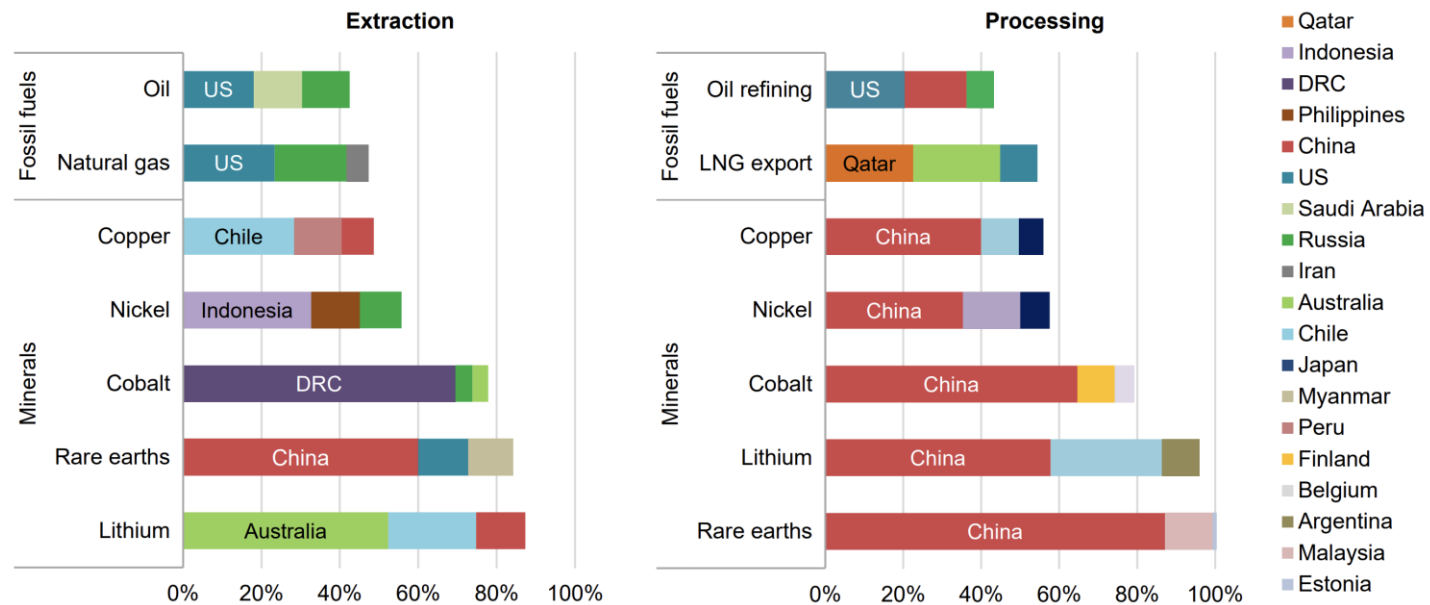 Extraction
Fossil fuels
Oil
US
Natural gas
US
Minerals
Copper
Chile
Nickel
Indonesia
Cobalt
DRC
Rare earths
China
Lithium
Australia
0% 20% 40% 60% 80% 100%
Processing
Fossil fuels
Oil refining
US
LNG export
Qatar
Minerals
Copper
China
Nickel
China
Cobalt
China
Lithium
China
Rare earths
China
0% 20% 40% 60% 80% 100%
Qatar
Indonesia
DRC
Philippines
China
US
Saudi Arabia
Russia
Iran
Australia
Chile
Japan
Myanmar
Peru
Finland
Belgium
Argentina
Malaysia
Estonia